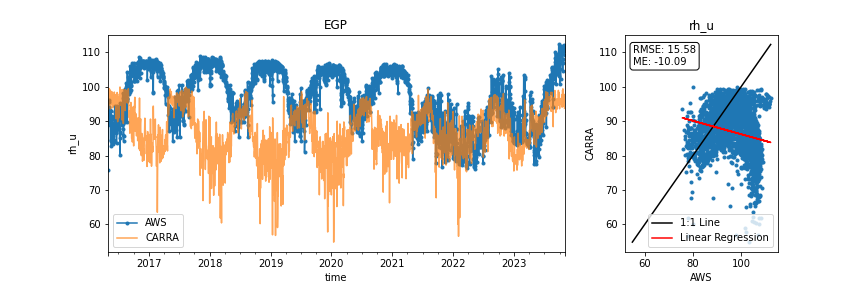 EGP
rh_u
110
100
90
80
70
60
rh_u
AWS
CARRA
2017
2018
2019
2020
2021
2022
2023
time
rh_u
RMSE: 15.58
ME: -10.09
110
100
90
80
70
60
CARRA
1:1 Line
Linear Regression
60
80
100
AWS